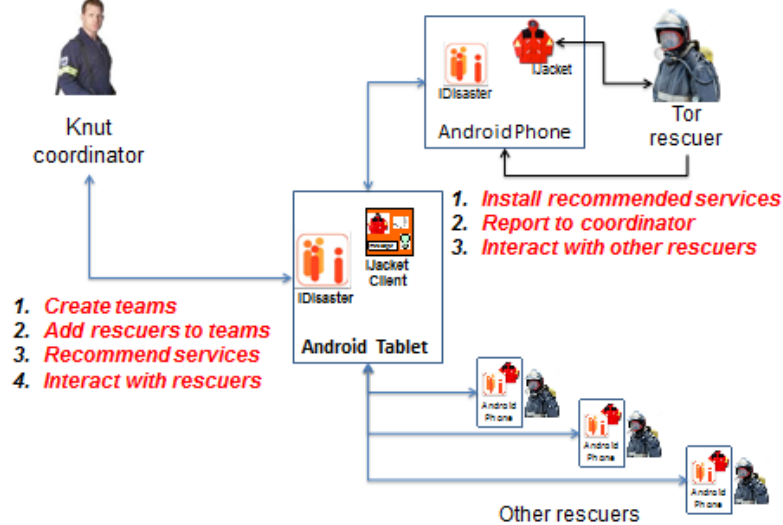 Knut
coordinator
IDIsaster
IJacket
Android Phone
Tor
rescuer
1. Install recommended services
2. Report to coordinator
3. Interact with other rescuers
IDIsaster
IJacket
Client
Android Tablet
1. Create teams
2. Add rescuers to teams
3. Recommend services
4. Interact with rescuers
Android
Phone
Android
Phone
Android
Phone
Other rescuers